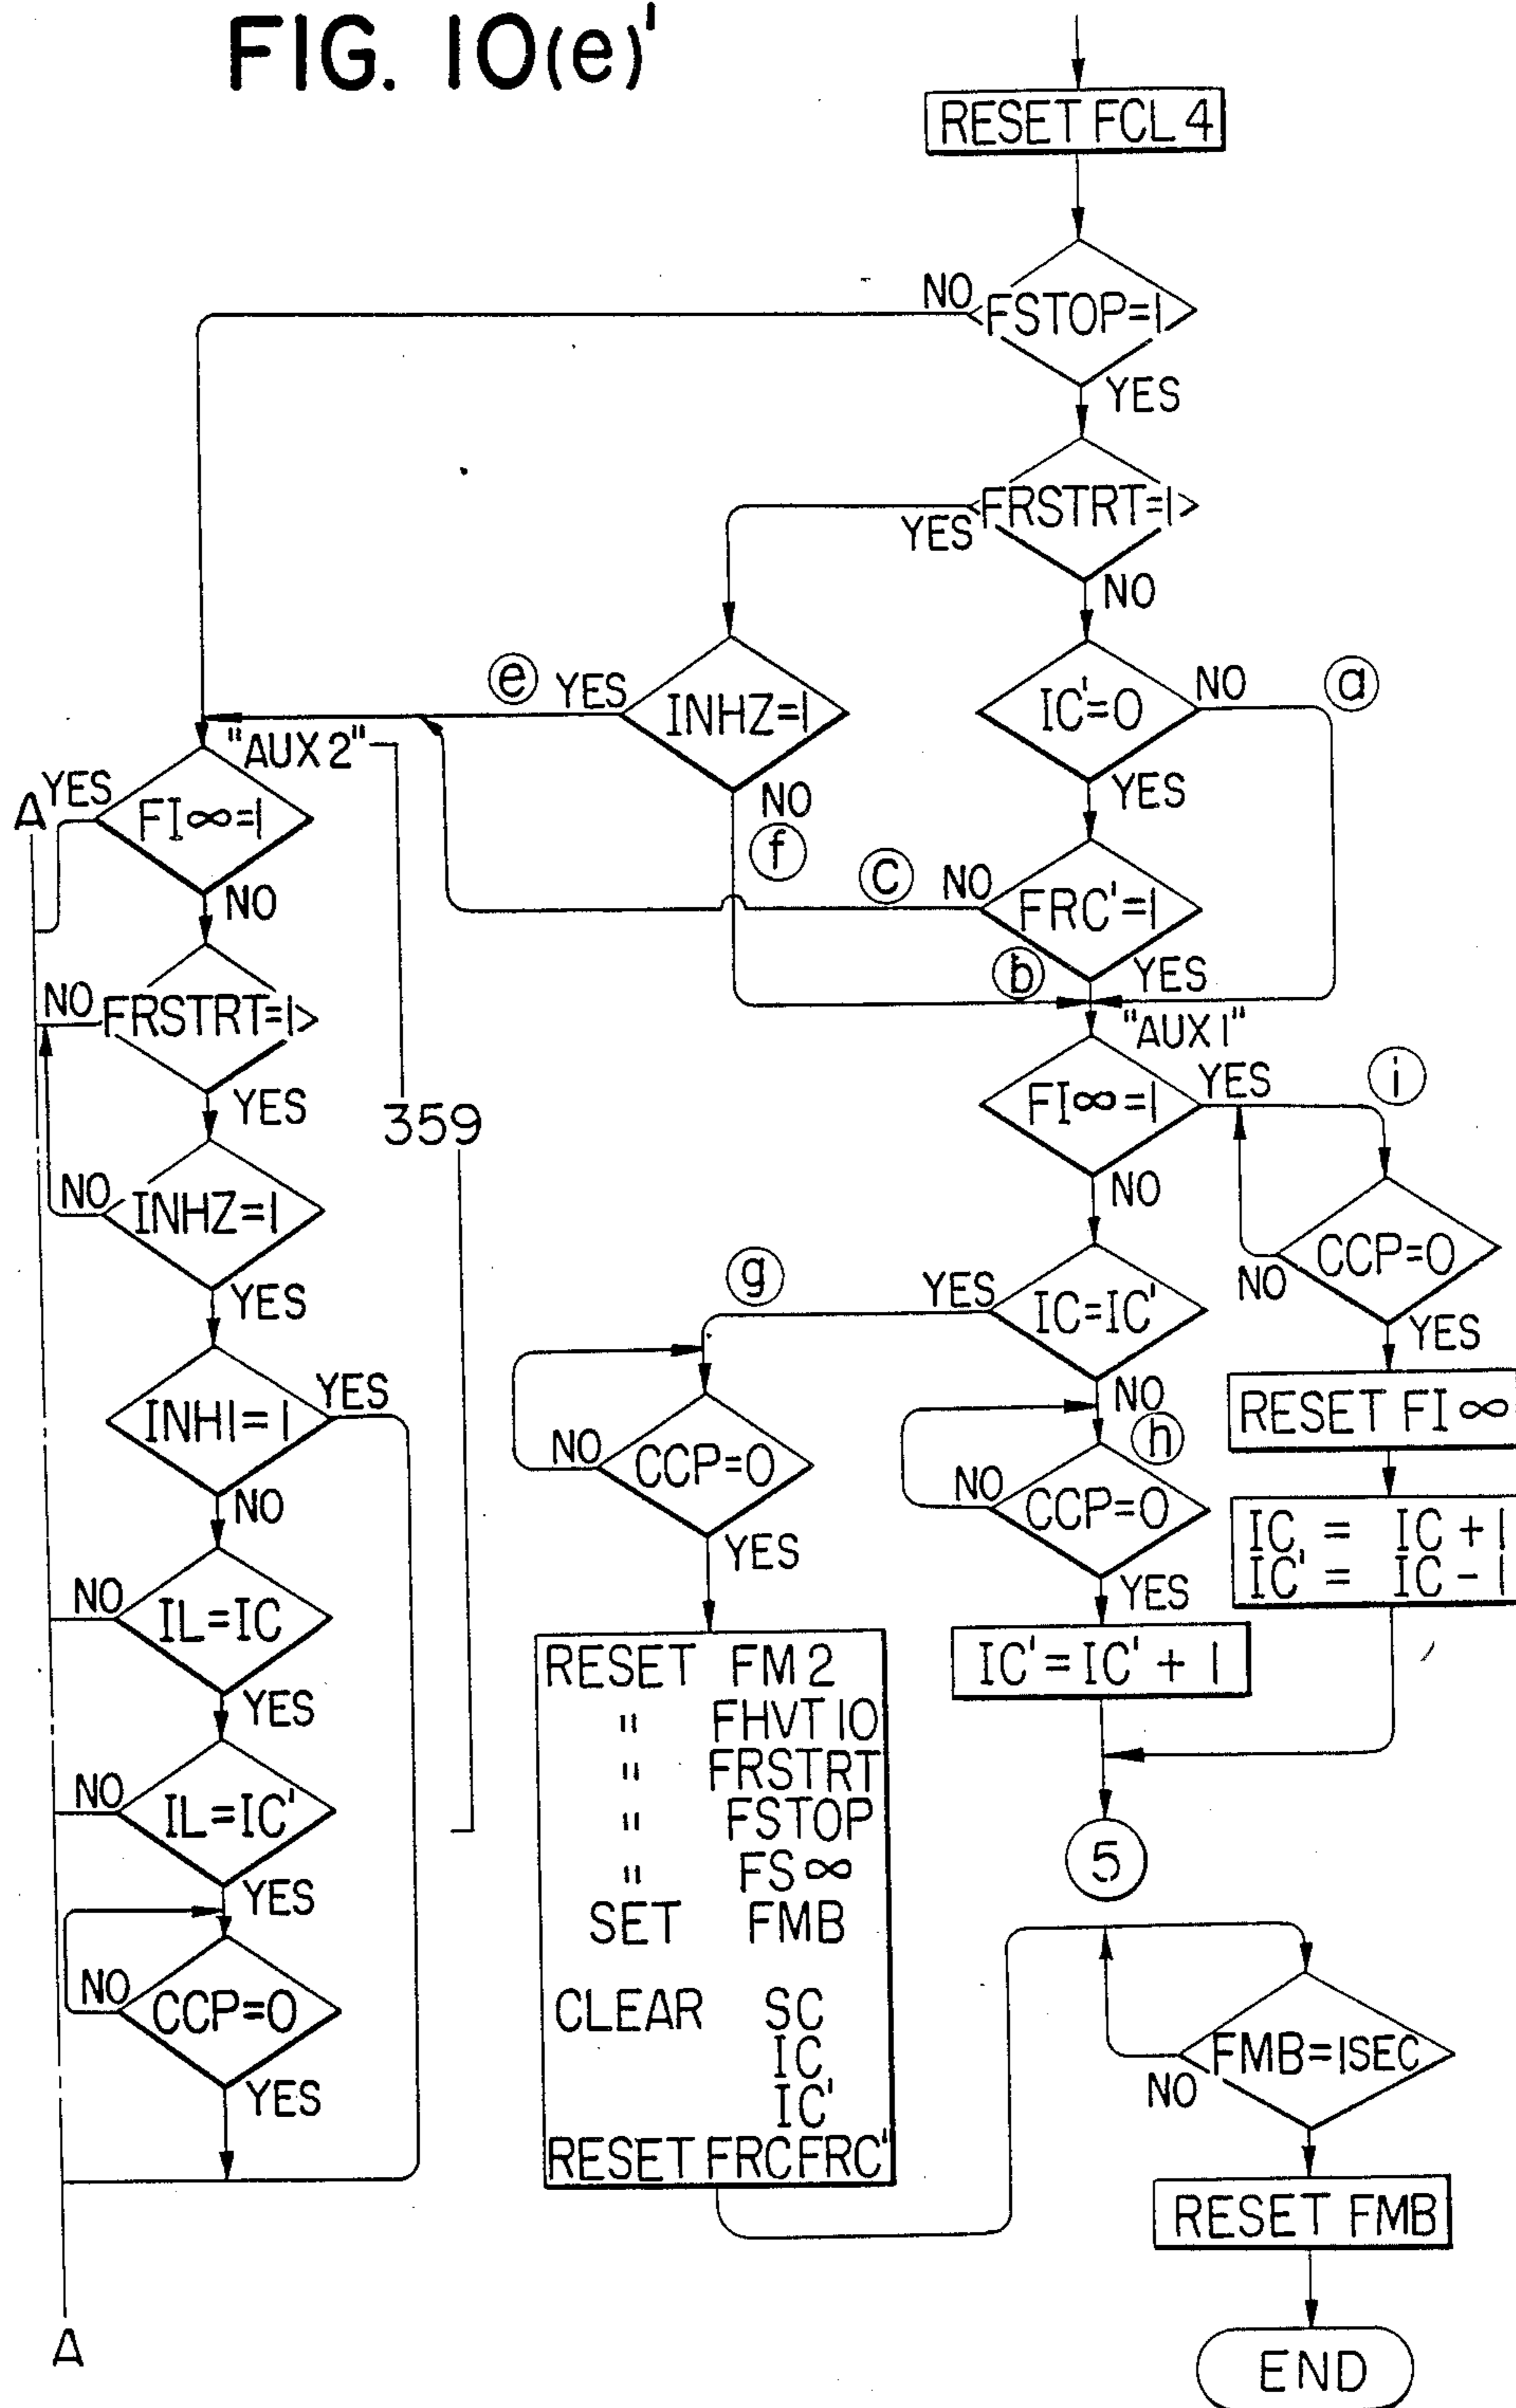 FIG. 10(e)'
RESET FCL 4
FSTOP=1
NO
YES
FRSTRT=1
YES
NO
IC'=0
NO
ⓐ
YES
INHZ=1
YES
ⓔ
NO
ⓕ
FRC'=1
NO
ⓒ
YES
ⓑ
"AUX 1"
"AUX 2"
359
A
FI∞=1
YES
NO
FRSTRT=1
NO
YES
INHZ=1
NO
YES
INH1=1
YES
NO
IL=IC
NO
YES
IL=IC'
NO
YES
CCP=0
NO
YES
A
FI∞=1
YES
ⓘ
NO
CCP=0
NO
YES
RESET FI∞
IC = IC + 1
IC' = IC - 1
IC=IC'
YES
ⓖ
NO
ⓗ
CCP=0
NO
YES
IC' = IC' + 1
5
CCP=0
NO
YES
RESET FM 2
" FHVT 10
" FRSTRT
" FSTOP
" FS∞
SET FMB
CLEAR SC
IC
IC'
RESET FRC FRC'
FMB=1SEC
NO
RESET FMB
END